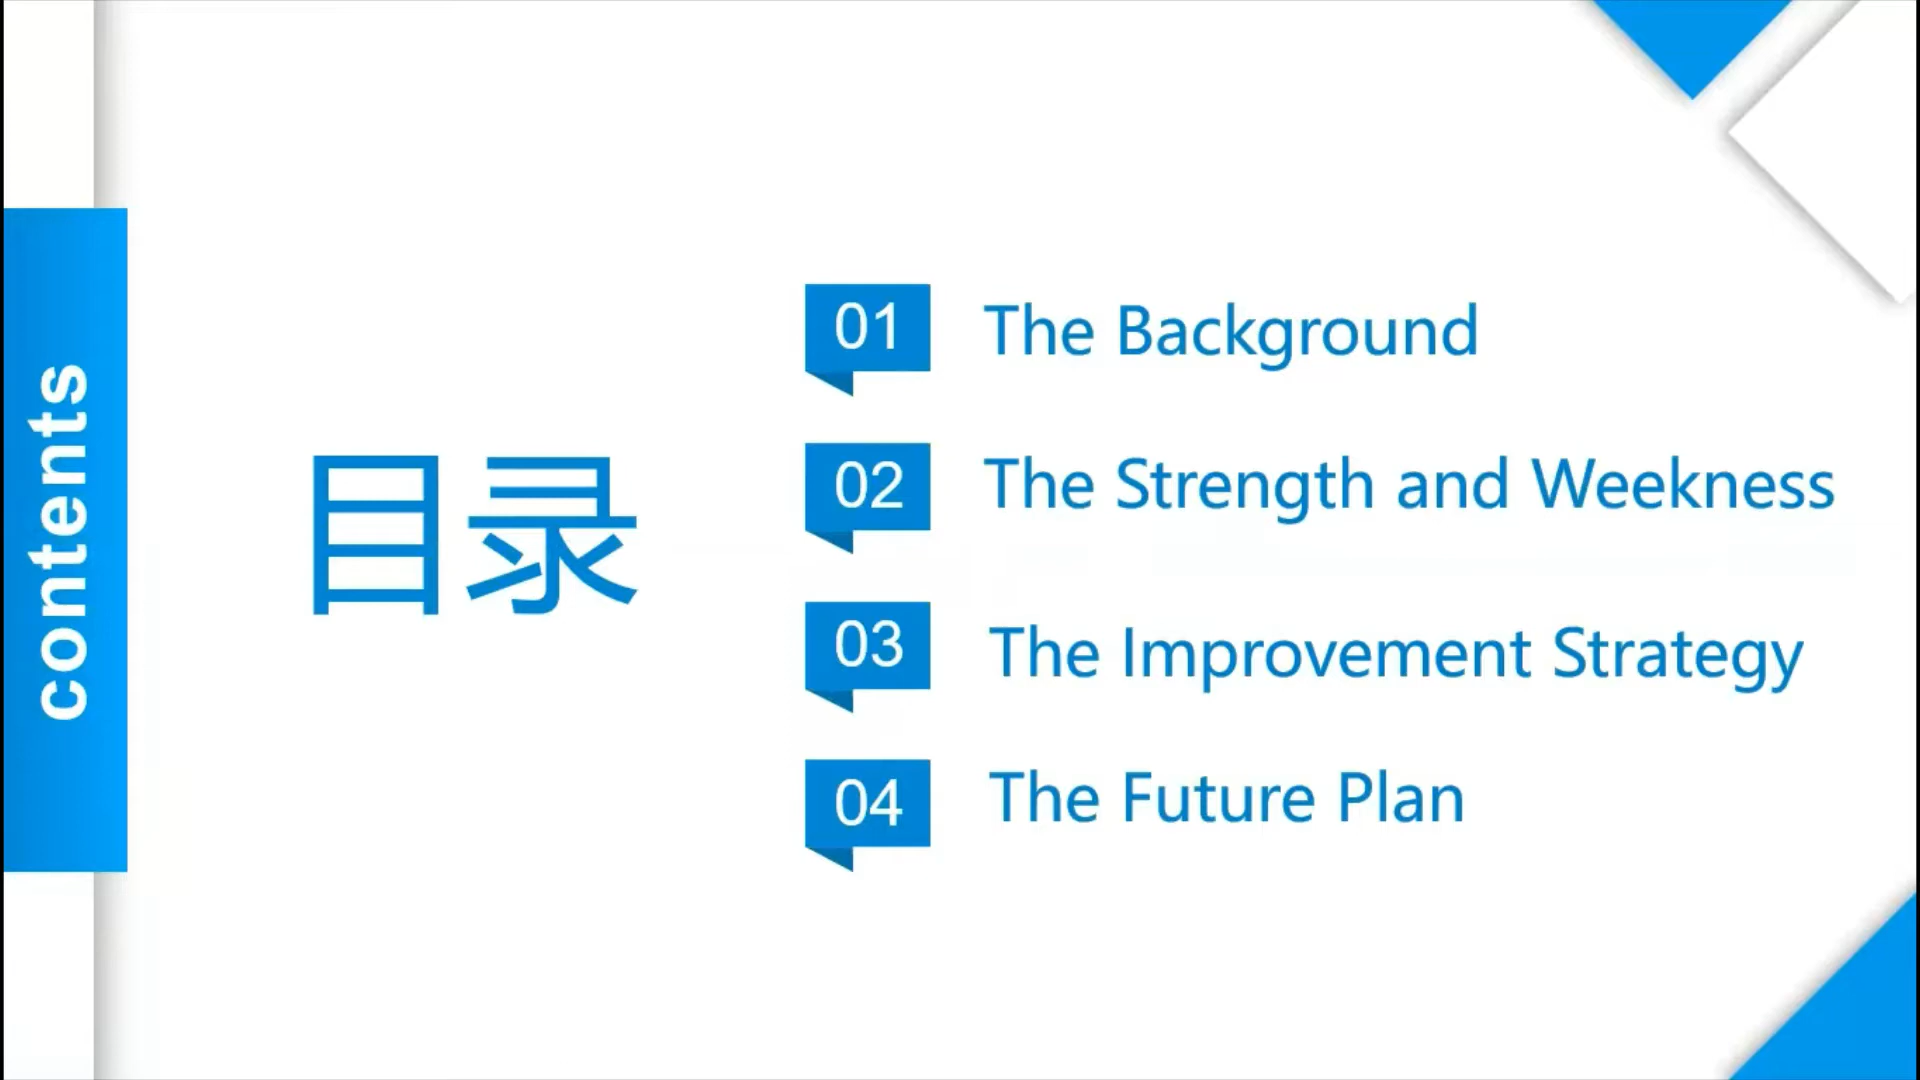 contents
目录
01 The Background
02 The Strength and Weekness
03 The Improvement Strategy
04 The Future Plan